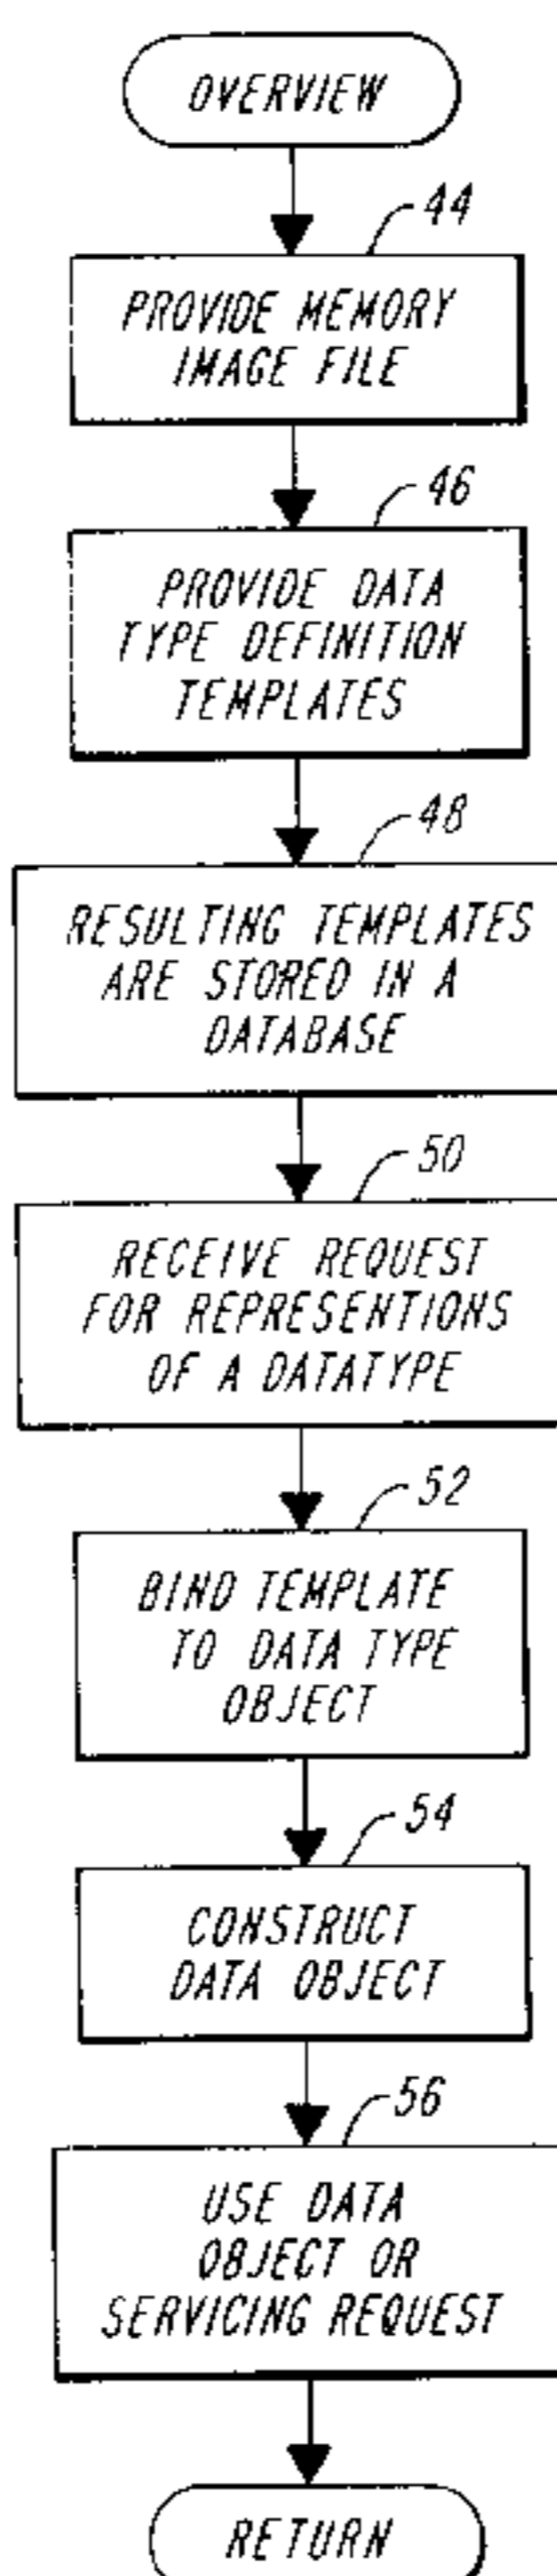 OVERVIEW
44
PROVIDE MEMORY
IMAGE FILE
46
PROVIDE DATA
TYPE DEFINITION
TEMPLATES
48
RESULTING TEMPLATES
ARE STORED IN A
DATABASE
50
RECEIVE REQUEST
FOR REPRESENTIONS
OF A DATATYPE
52
BIND TEMPLATE
TO DATA TYPE
OBJECT
54
CONSTRUCT
DATA OBJECT
56
USE DATA
OBJECT OR
SERVICING REQUEST
RETURN